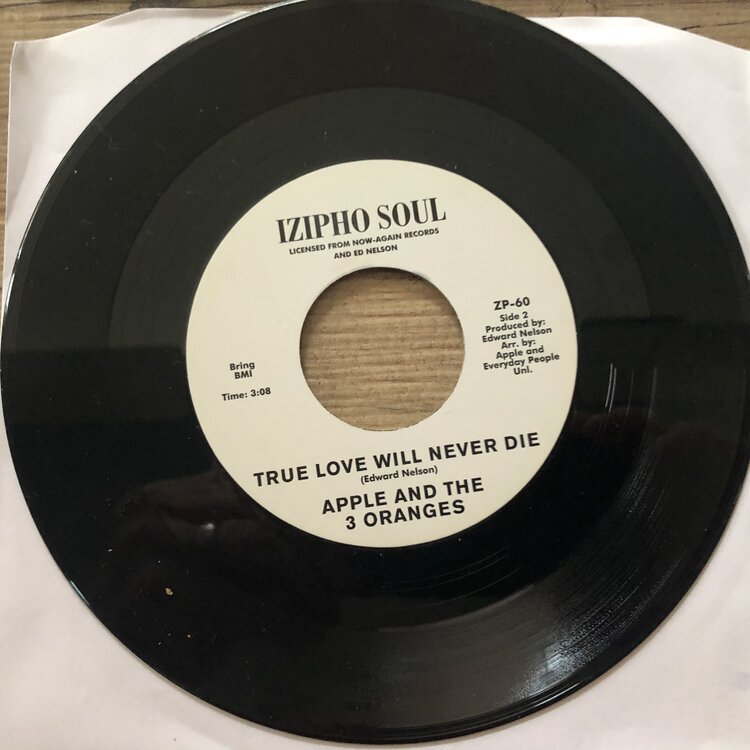 IZIPHO SOUL
LICENSED FROM NOW-AGAIN RECORDS
AND ED NELSON
ZP-60
Side 2
Produced by:
Edward Nelson
Arr. by:
Apple and
Everyday People
Unl.
Bring
BMI
Time: 3:08
TRUE LOVE WILL NEVER DIE
(Edward Nelson)
APPLE AND THE
3 ORANGES